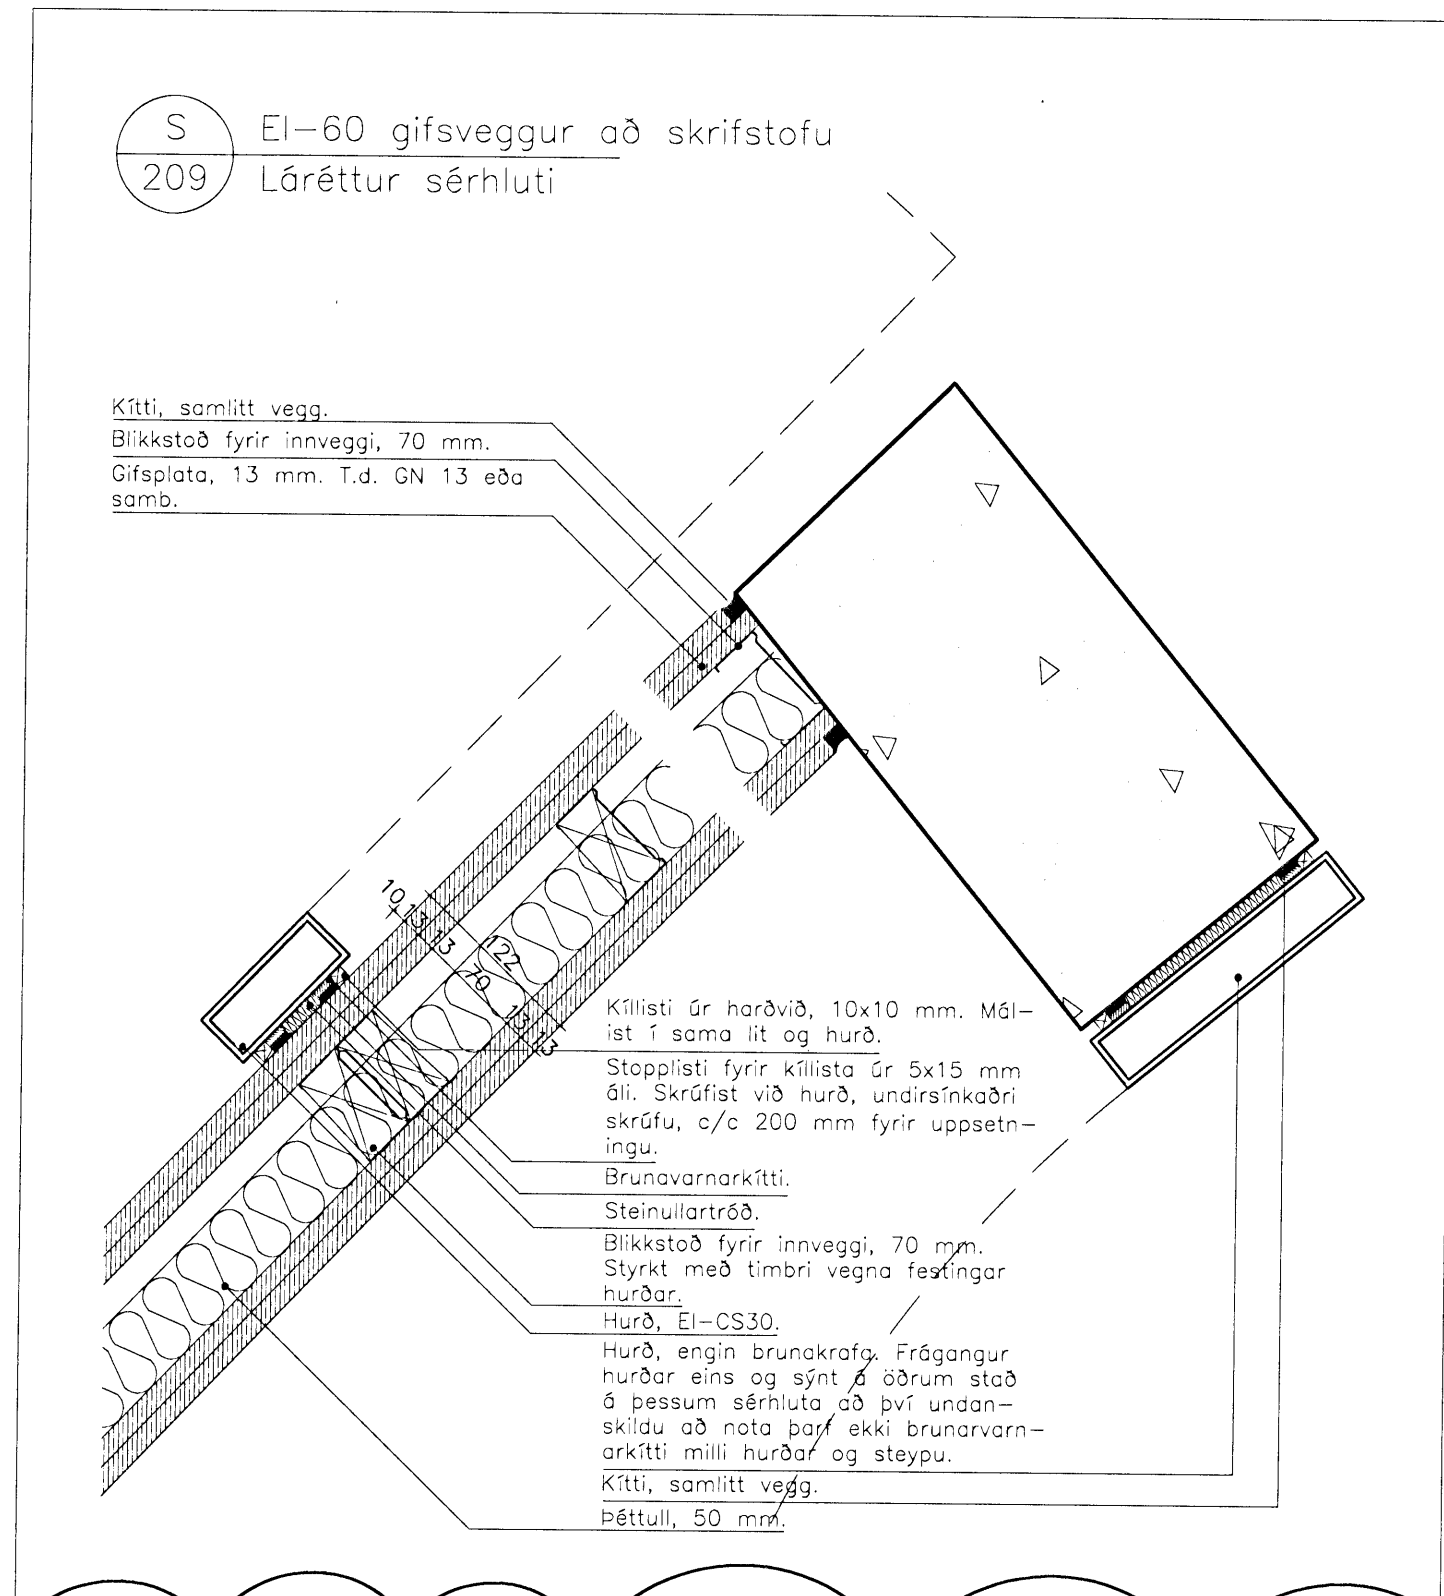 S
209
EI-60 gifsveggur að skrifstofu
Láréttur sérhluti
Kítti, samlitt vegg.
Blikkstoð fyrir innveggi, 70 mm.
Gifsplata, 13 mm. T.d. GN 13 eða
samb.
10
13
13
70
122
13
13
Kíllisti úr harðvið, 10x10 mm. Mál-
ist í sama lit og hurð.
Stopplisti fyrir kíllista úr 5x15 mm
áli. Skrúfist við hurð, undirsínkaðri
skrúfu, c/c 200 mm fyrir uppsetn-
ingu.
Brunavarnarkítti.
Steinullartróð.
Blikkstoð fyrir innveggi, 70 mm.
Styrkt með timbri vegna festingar
hurðar.
Hurð, EI-CS30.
Hurð, engin brunakrafa. Frágangur
hurðar eins og sýnt á öðrum stað
á þessum sérhluta að því undan-
skildu að nota þarf ekki brunarvarn-
arkítti milli hurðar og steypu.
Kítti, samlitt vegg.
Þéttull, 50 mm.